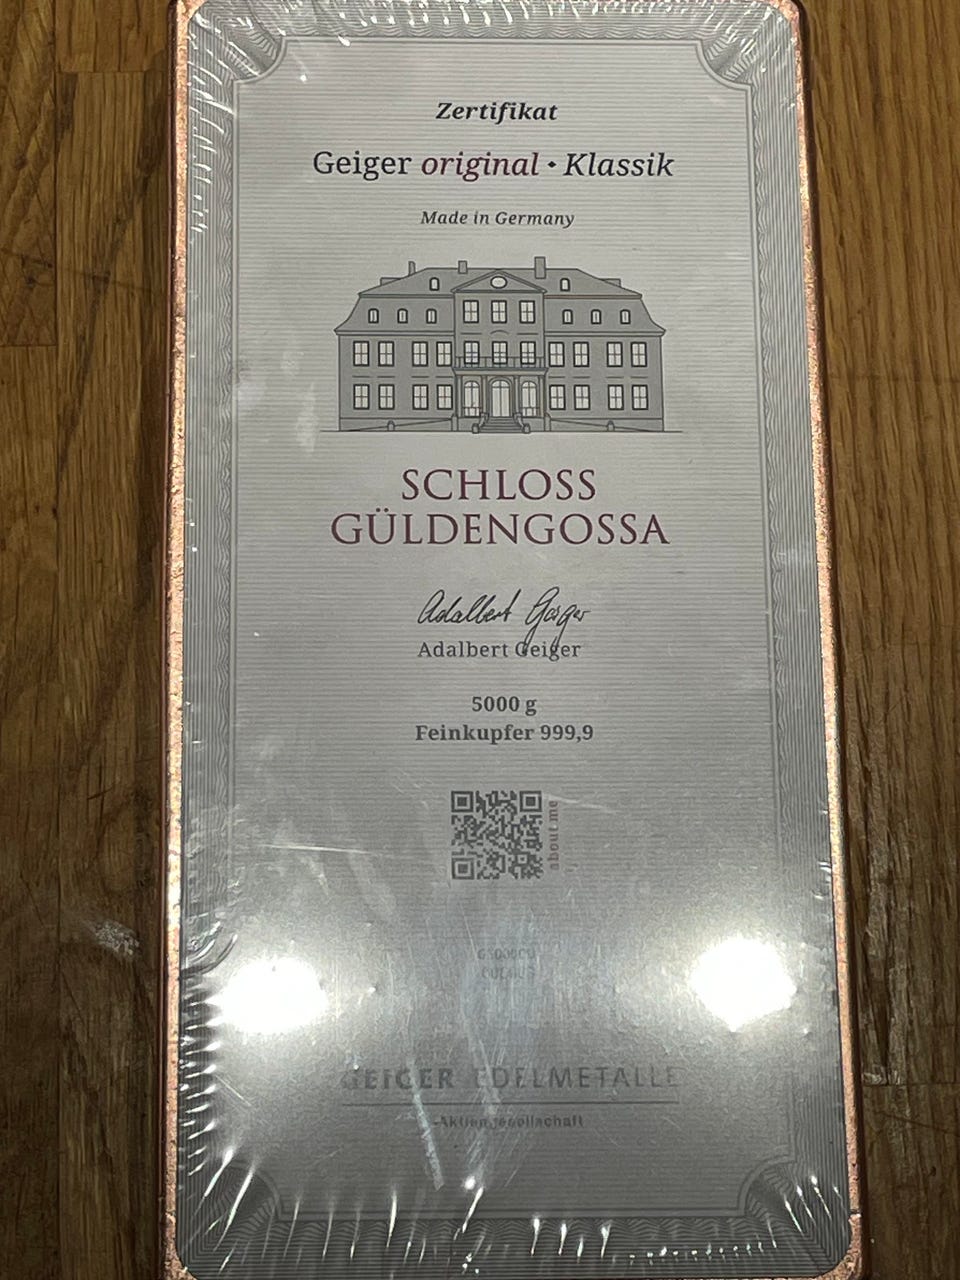 Zertifikat
Geiger original · Klassik
Made in Germany
SCHLOSS
GÜLDENGOSSA
Adalbert Geiger
Adalbert Geiger
5000 g
Feinkupfer 999,9
about me
GEIGER EDELMETALLE
Aktiengesellschaft